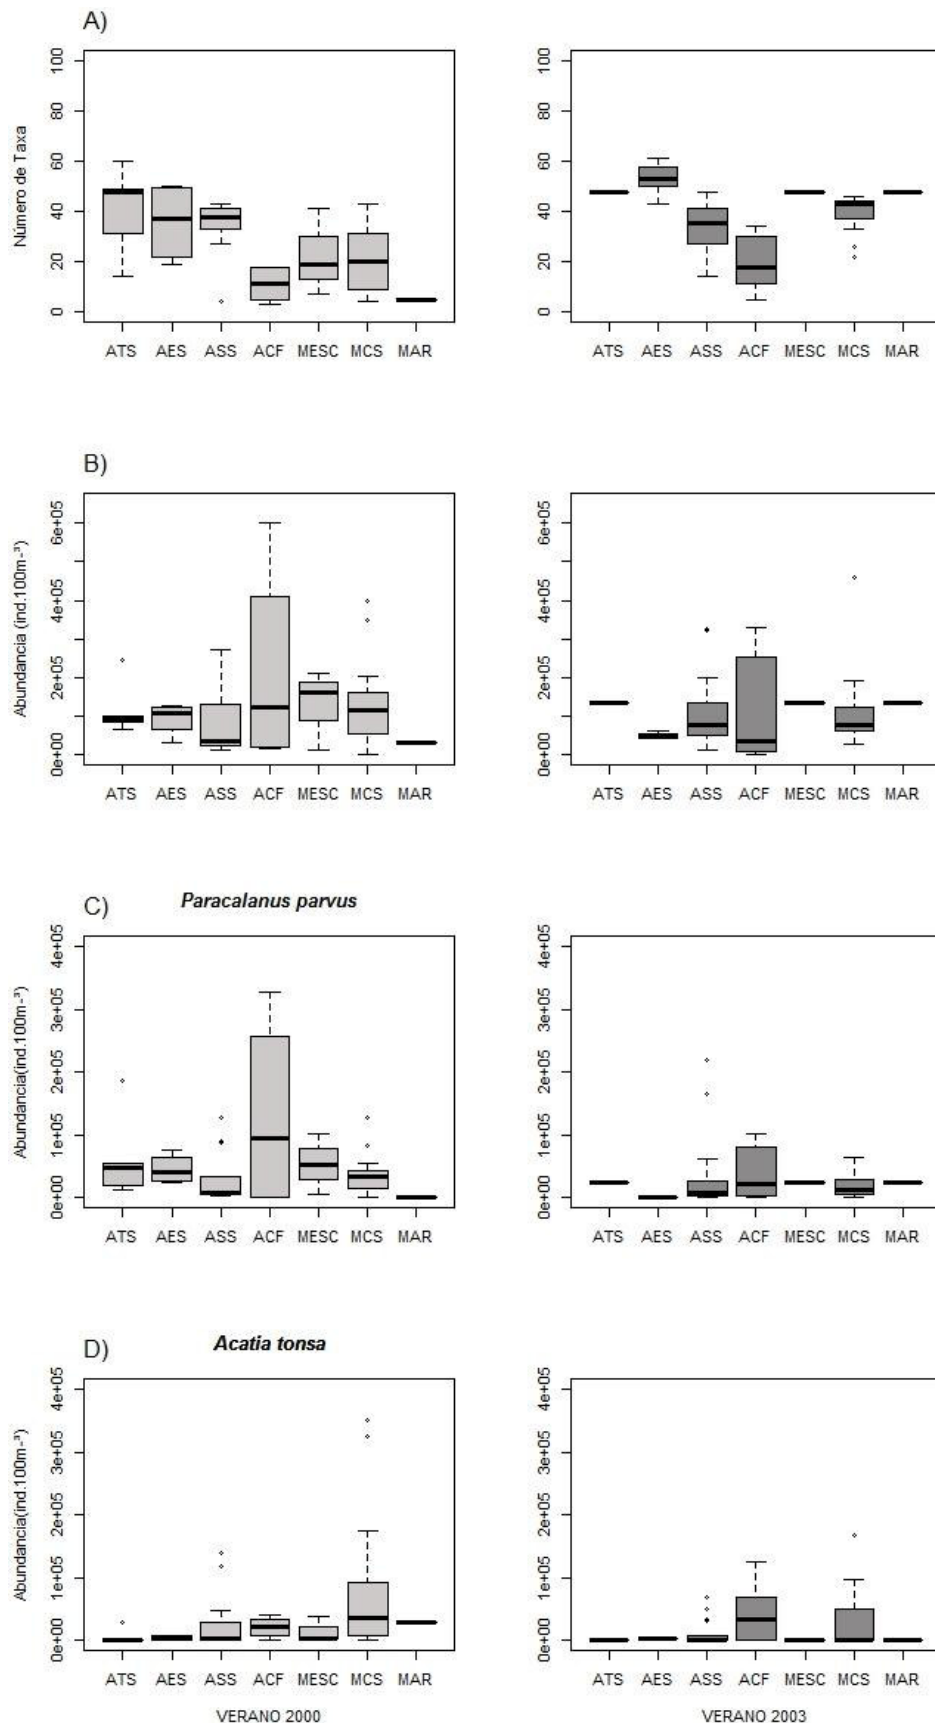 A)
Número de Taxa
100
80
60
40
20
0
ATS AES ASS ACF MESC MCS MAR
100
80
60
40
20
0
ATS AES ASS ACF MESC MCS MAR
B)
Abundancia (ind.100m-³)
6e+05
4e+05
2e+05
0e+00
ATS AES ASS ACF MESC MCS MAR
6e+05
4e+05
2e+05
0e+00
ATS AES ASS ACF MESC MCS MAR
C)
Paracalanus parvus
Abundancia(ind.100m-³)
4e+05
3e+05
2e+05
1e+05
0e+00
ATS AES ASS ACF MESC MCS MAR
4e+05
3e+05
2e+05
1e+05
0e+00
ATS AES ASS ACF MESC MCS MAR
D)
Acatia tonsa
Abundancia(ind.100m-³)
4e+05
3e+05
2e+05
1e+05
0e+00
ATS AES ASS ACF MESC MCS MAR
VERANO 2000
4e+05
3e+05
2e+05
1e+05
0e+00
ATS AES ASS ACF MESC MCS MAR
VERANO 2003